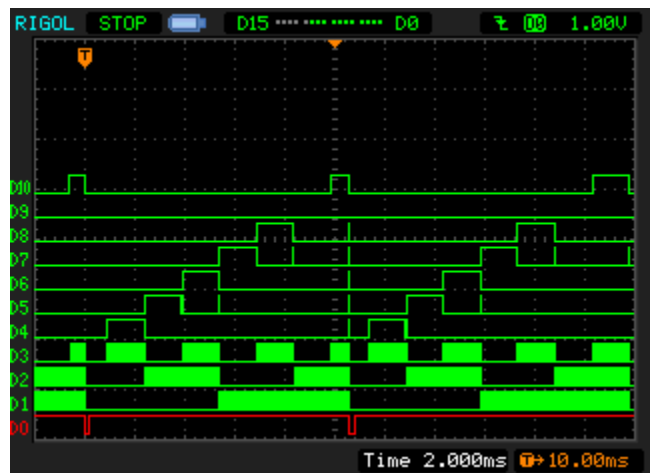 RIGOL STOP D15 D0 D0 1.00V
T
D10
D9
D8
D7
D6
D5
D4
D3
D2
D1
D0
Time 2.000ms T→10.00ms